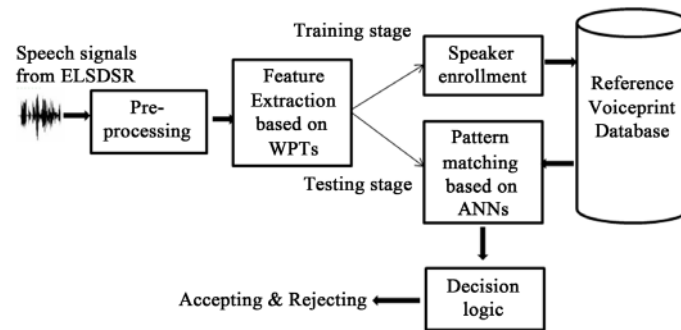 Speech signals
from ELSDSR
Pre-
processing
Feature
Extraction
based on
WPTs
Training stage
Testing stage
Speaker
enrollment
Pattern
matching
based on
ANNs
Reference
Voiceprint
Database
Decision
logic
Accepting & Rejecting